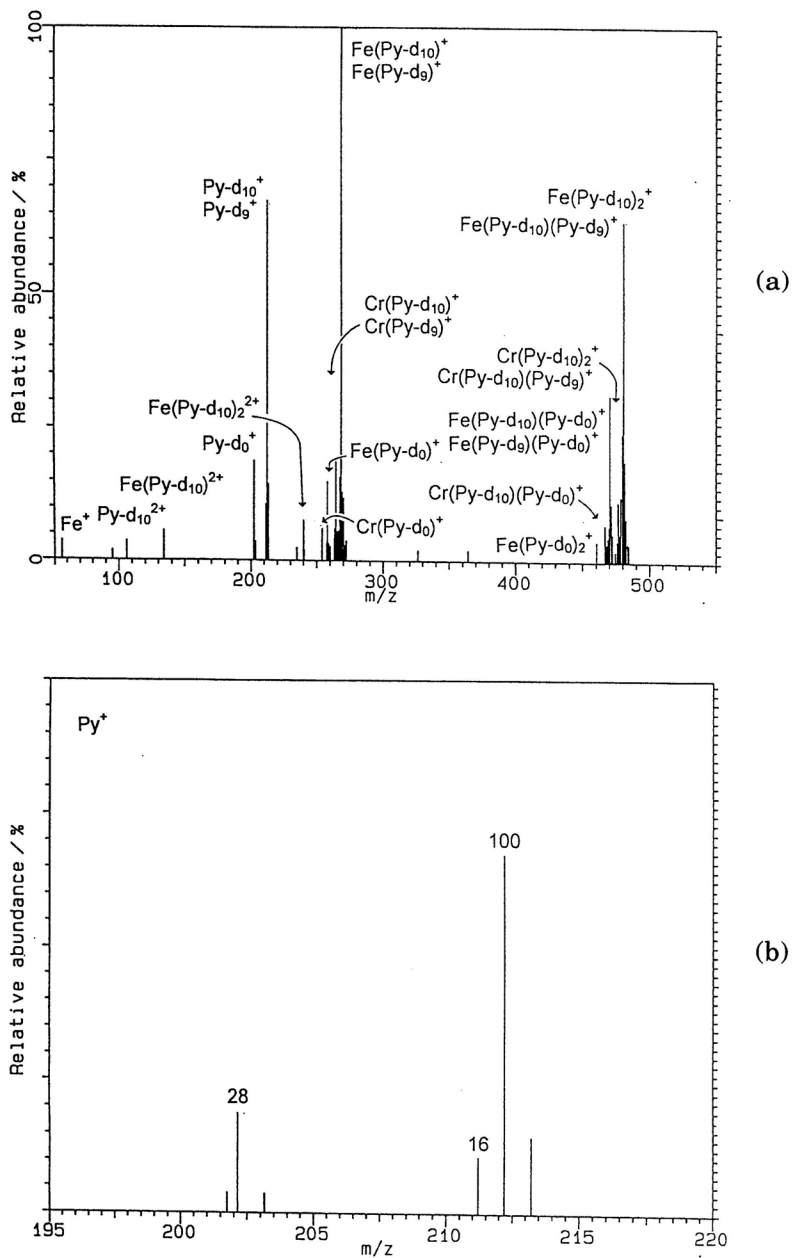 100
50
0
Relative abundance / %
Fe(Py-d10)+
Fe(Py-d9)+
Py-d10+
Py-d9+
Fe(Py-d10)2+
Fe(Py-d10)(Py-d9)+
Cr(Py-d10)+
Cr(Py-d9)+
Cr(Py-d10)2+
Cr(Py-d10)(Py-d9)+
Fe(Py-d10)2 2+
Fe(Py-d10)(Py-d0)+
Fe(Py-d9)(Py-d0)+
Py-d0+
Fe(Py-d0)+
Fe(Py-d10)2+
Cr(Py-d10)(Py-d0)+
Fe+
Py-d10 2+
Cr(Py-d0)+
Fe(Py-d0)2+
100 200 300 400 500
m/z
(a)
Py+
Relative abundance / %
100
28
16
195 200 205 210 215 220
m/z
(b)